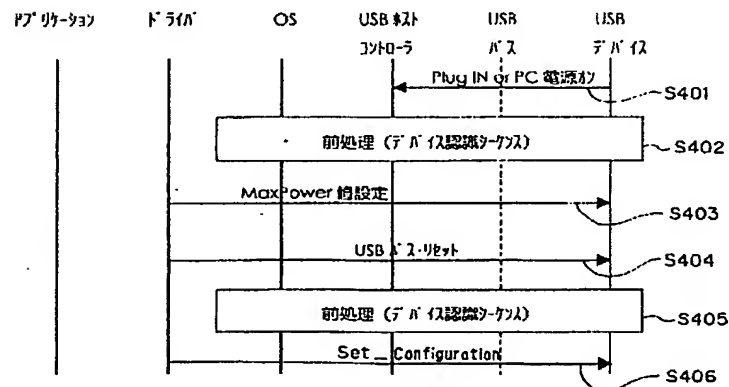 アプリケーション ドライバ OS USB ホスト USB USB
コントローラ バス デバイス
Plug IN or PC 電源オン
S401
前処理 (デバイス認識シーケンス)
S402
MaxPower 値設定
S403
USB バス・リセット
S404
前処理 (デバイス認識シーケンス)
S405
Set _ Configuration
S406